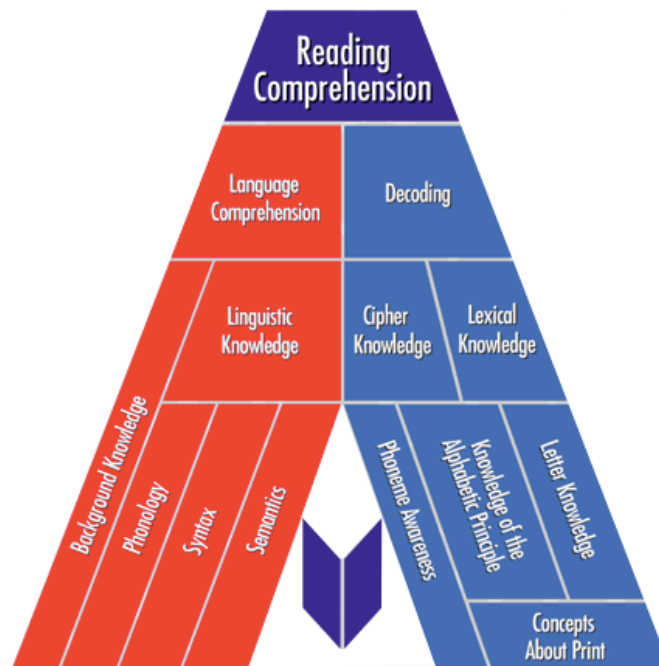 Reading
Comprehension
Language
Comprehension
Decoding
Linguistic
Knowledge
Cipher
Knowledge
Lexical
Knowledge
Background Knowledge
Phonology
Syntax
Semantics
Phoneme Awareness
Knowledge of the
Alphabetic Principle
Letter Knowledge
Concepts
About Print